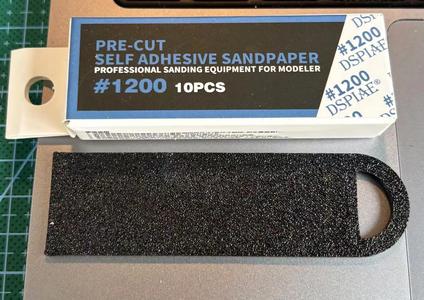 PRE-CUT
SELF ADHESIVE SANDPAPER
PROFESSIONAL SANDING EQUIPMENT FOR MODELER
#1200 10PCS
#1200
DSPIAE®
#1200
DSPIAE®